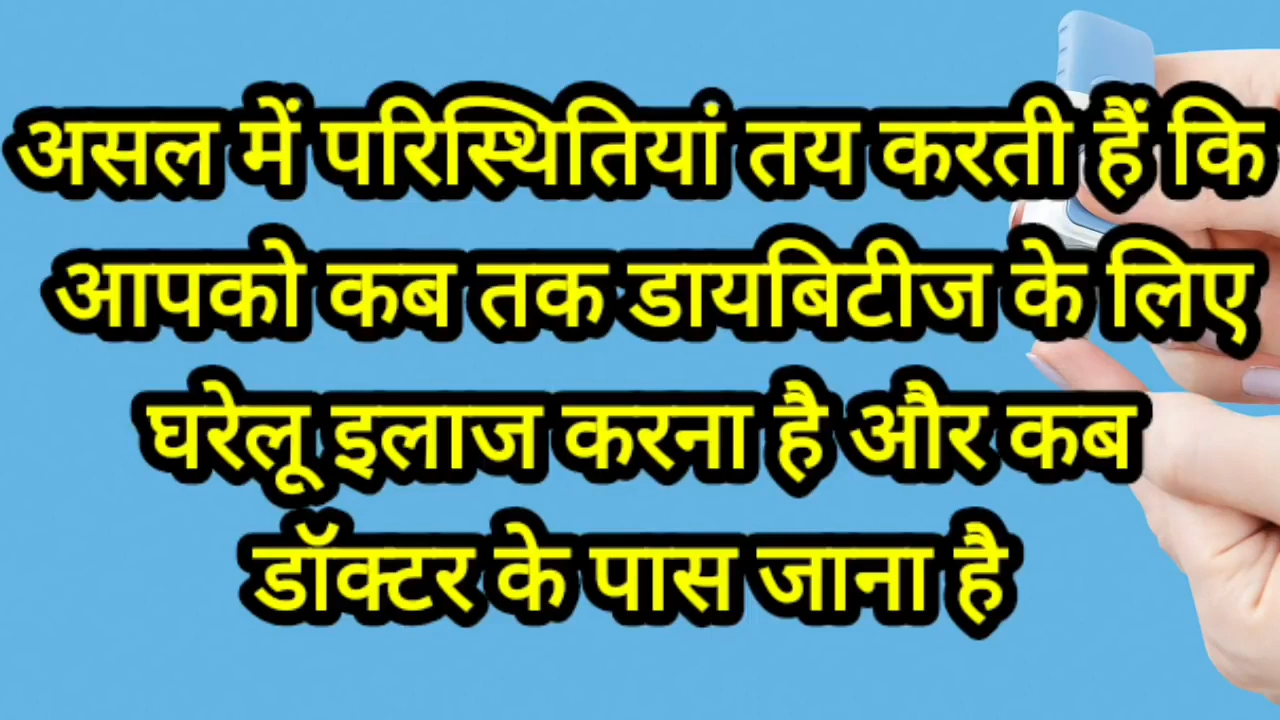 असल में परिस्थितियां तय करती हैं कि
आपको कब तक डायबिटीज के लिए
घरेलू इलाज करना है और कब
डॉक्टर के पास जाना है